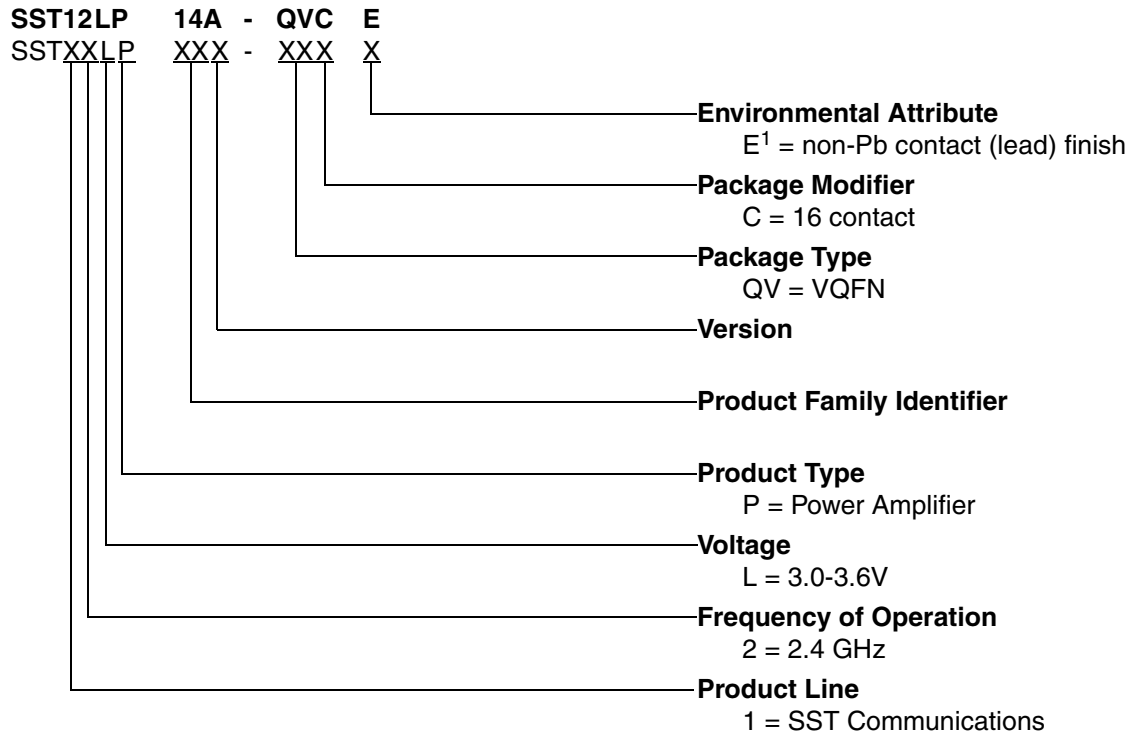 SST12LP 14A - QVC E
SSTXXLP XXX - XXX X
Environmental Attribute
E¹ = non-Pb contact (lead) finish
Package Modifier
C = 16 contact
Package Type
QV = VQFN
Version
Product Family Identifier
Product Type
P = Power Amplifier
Voltage
L = 3.0-3.6V
Frequency of Operation
2 = 2.4 GHz
Product Line
1 = SST Communications